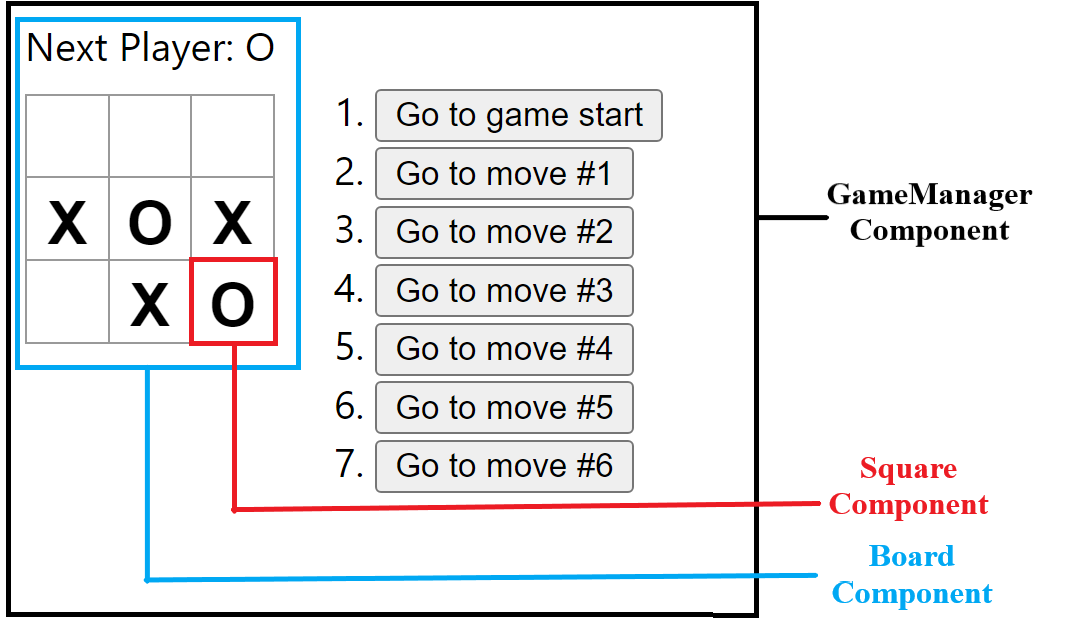 Next Player: O
X O X
X O
1. Go to game start
2. Go to move #1
3. Go to move #2
4. Go to move #3
5. Go to move #4
6. Go to move #5
7. Go to move #6
GameManager
Component
Square
Component
Board
Component